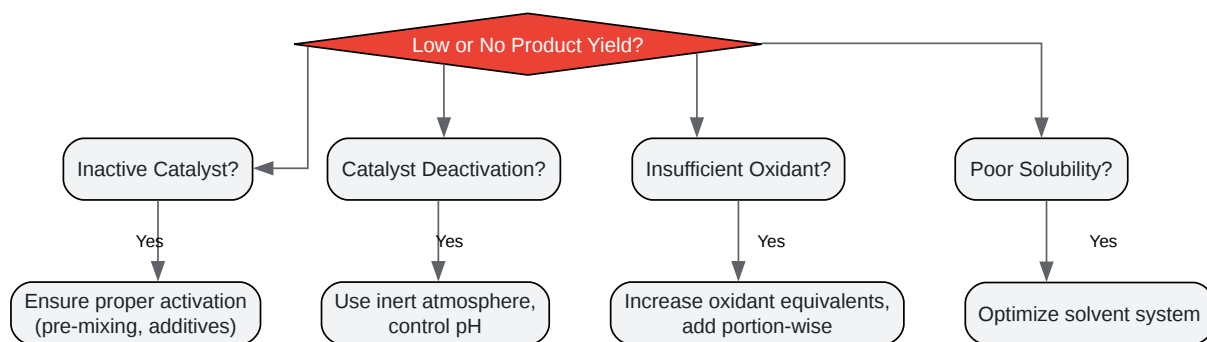 Low or No Product Yield?
Inactive Catalyst?
Catalyst Deactivation?
Insufficient Oxidant?
Poor Solubility?
Yes
Yes
Yes
Yes
Ensure proper activation
(pre-mixing, additives)
Use inert atmosphere,
control pH
Increase oxidant equivalents,
add portion-wise
Optimize solvent system